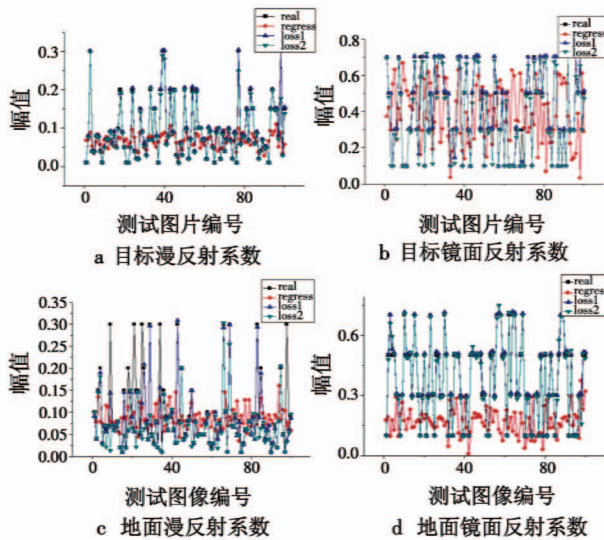 real
regress
loss1
loss2
幅值
0.3
0.2
0.1
0.0
0
40
80
测试图片编号
a 目标漫反射系数
real
regress
loss1
loss2
幅值
0.8
0.6
0.4
0.2
0.0
0
40
80
测试图片编号
b 目标镜面反射系数
real
regress
loss1
loss2
幅值
0.35
0.30
0.25
0.20
0.15
0.10
0.05
0.00
0
40
80
测试图像编号
c 地面漫反射系数
real
regress
loss1
loss2
幅值
0.6
0.3
0.0
0
40
80
测试图像编号
d 地面镜面反射系数